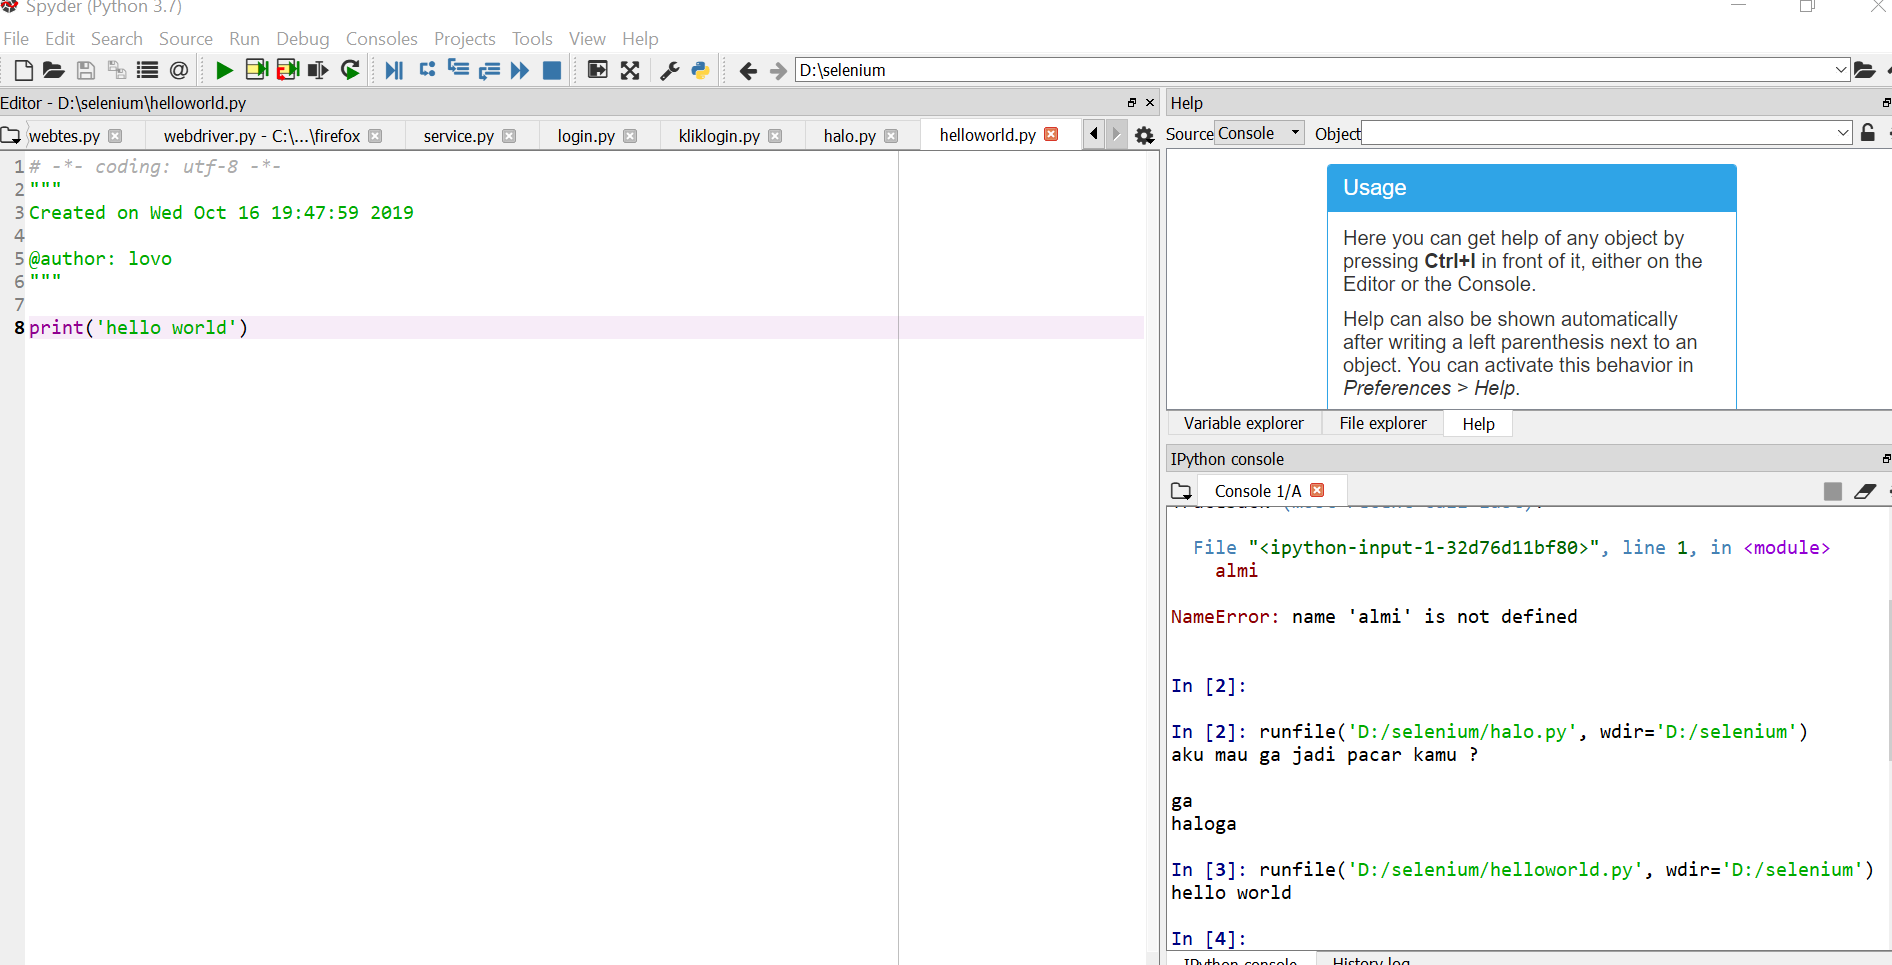 Spyder (Python 3.7)
File Edit Search Source Run Debug Consoles Projects Tools View Help
D:\selenium
Editor - D:\selenium\helloworld.py
webtes.py webdriver.py - C:\...\firefox service.py login.py kliklogin.py halo.py helloworld.py
1 # -*- coding: utf-8 -*-
2 """
3 Created on Wed Oct 16 19:47:59 2019
4
5 @author: lovo
6 """
7
8 print('hello world')
Help
Source Console Object
Usage
Here you can get help of any object by
pressing Ctrl+I in front of it, either on the
Editor or the Console.
Help can also be shown automatically
after writing a left parenthesis next to an
object. You can activate this behavior in
Preferences > Help.
Variable explorer File explorer Help
IPython console
Console 1/A
File "<ipython-input-1-32d76d11bf80>", line 1, in <module>
almi
NameError: name 'almi' is not defined
In [2]:
In [2]: runfile('D:/selenium/halo.py', wdir='D:/selenium')
aku mau ga jadi pacar kamu ?
ga
haloga
In [3]: runfile('D:/selenium/helloworld.py', wdir='D:/selenium')
hello world
In [4]:
IPython console History log